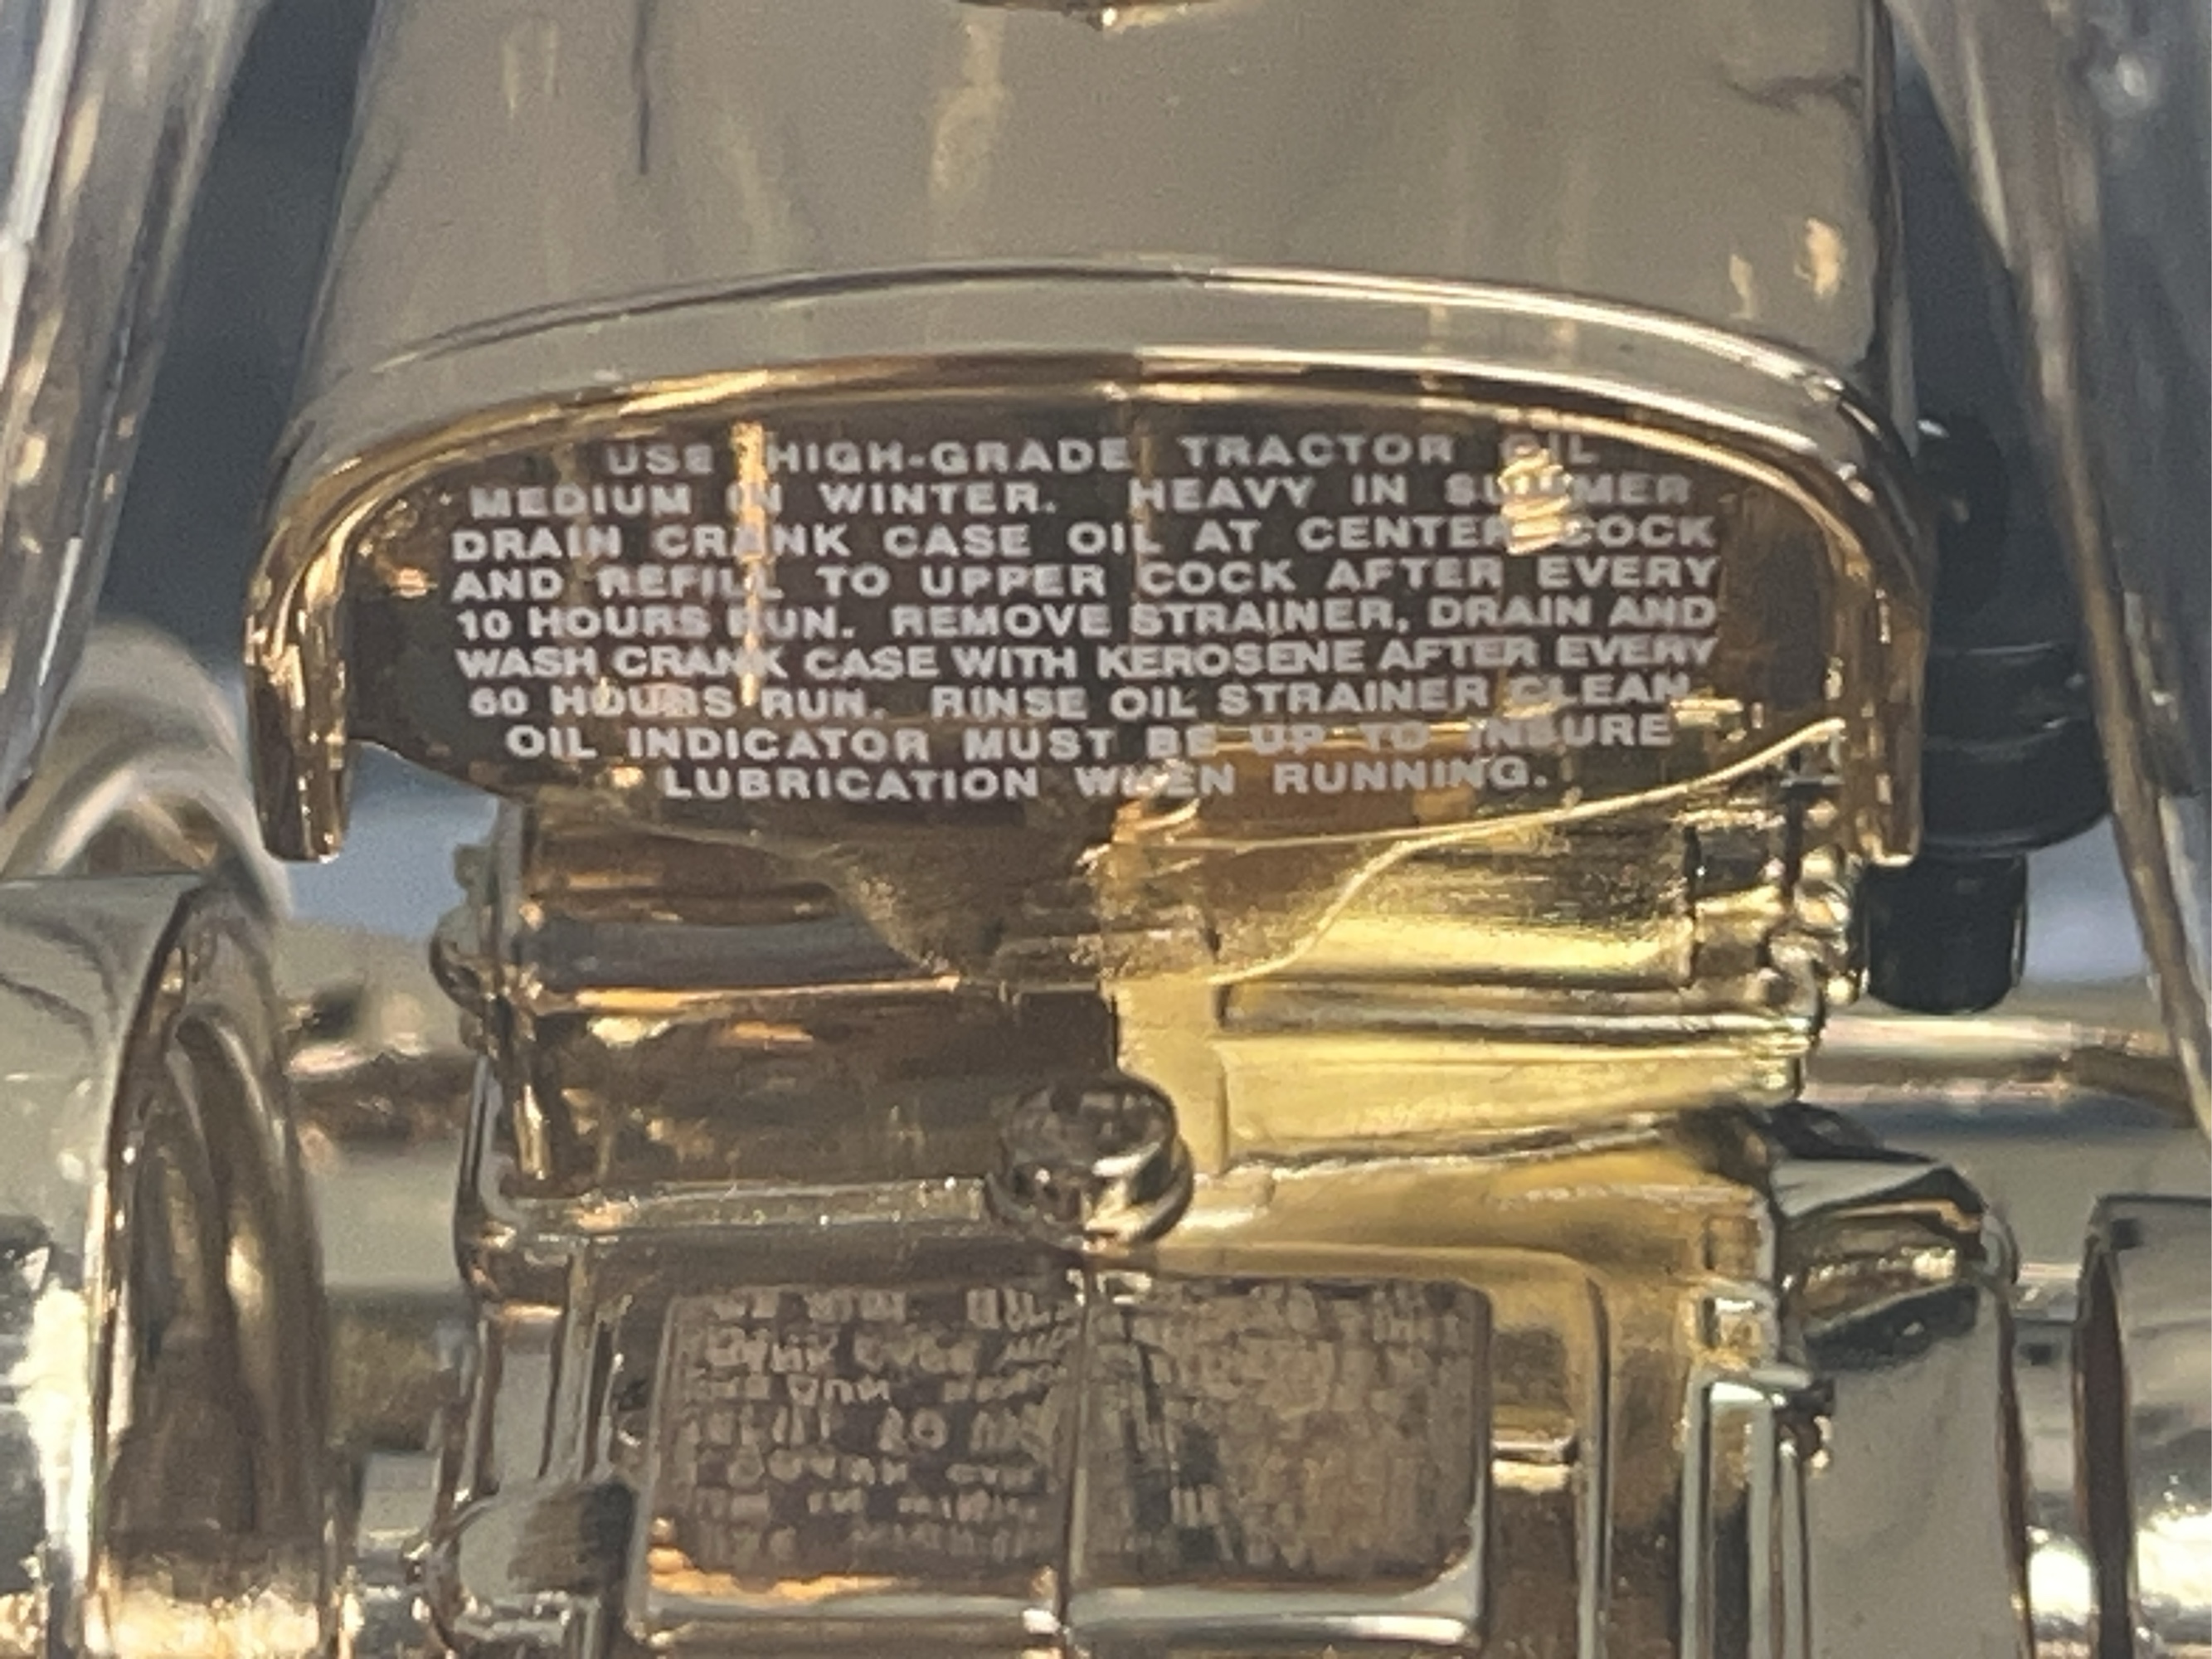 USE HIGH-GRADE TRACTOR OIL
MEDIUM IN WINTER. HEAVY IN SUMMER
DRAIN CRANK CASE OIL AT CENTER COCK
AND REFILL TO UPPER COCK AFTER EVERY
10 HOURS RUN. REMOVE STRAINER, DRAIN AND
WASH CRANK CASE WITH KEROSENE AFTER EVERY
60 HOURS RUN. RINSE OIL STRAINER CLEAN
OIL INDICATOR MUST BE UP TO INSURE
LUBRICATION WHEN RUNNING.